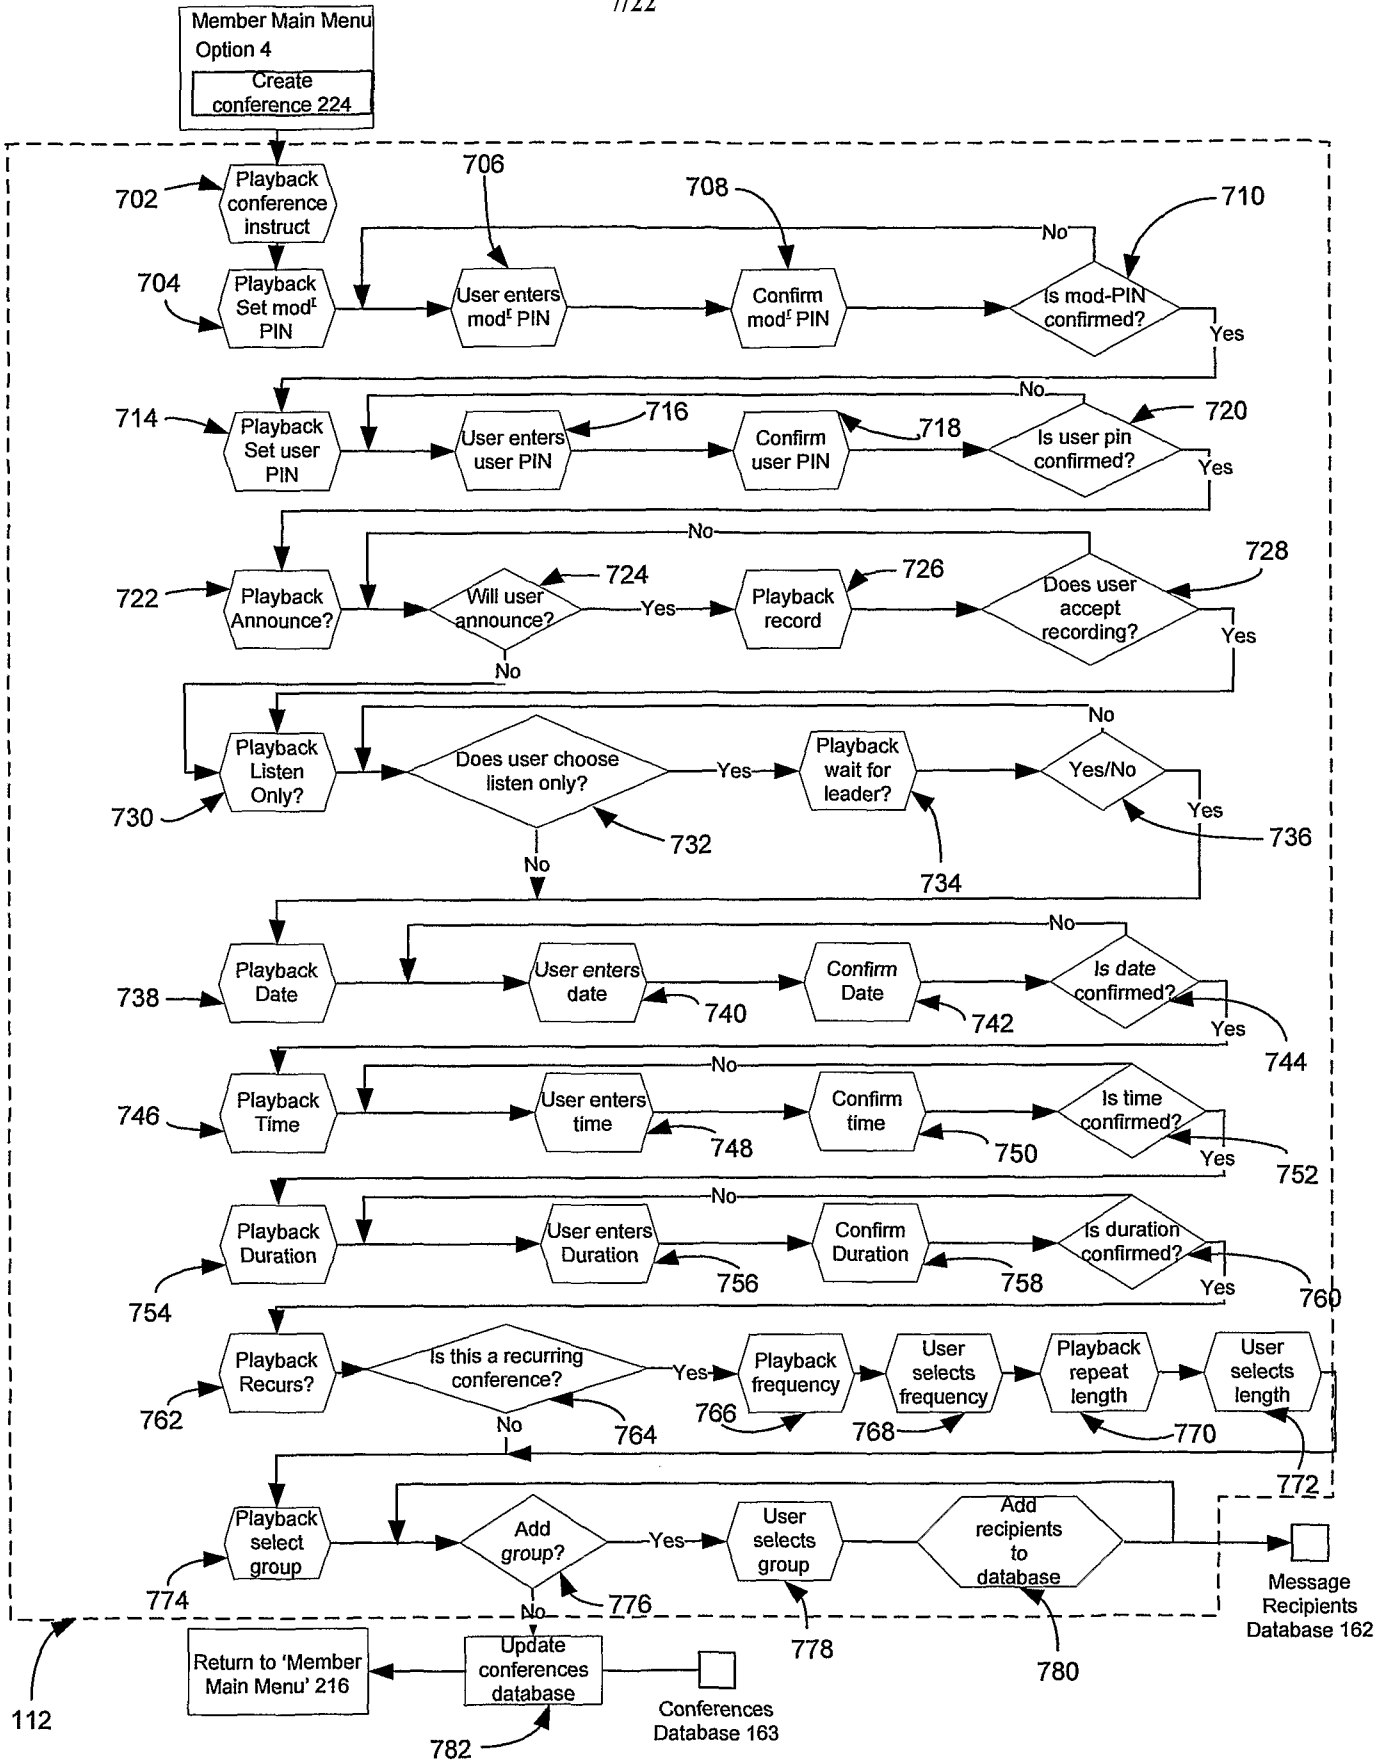 7/22
Member Main Menu
Option 4
Create
conference 224
702
Playback
conference
instruct
706
708
710
No
704
Playback
Set modʳ
PIN
User enters
modʳ PIN
Confirm
modʳ PIN
Is mod-PIN
confirmed?
Yes
No
714
Playback
Set user
PIN
716
User enters
user PIN
718
Confirm
user PIN
720
Is user pin
confirmed?
Yes
No
722
Playback
Announce?
724
Will user
announce?
Yes
No
726
Playback
record
728
Does user
accept
recording?
Yes
No
730
Playback
Listen
Only?
Does user choose
listen only?
732
Yes
No
Playback
wait for
leader?
734
Yes/No
736
Yes
No
738
Playback
Date
User enters
date
740
Confirm
Date
742
Is date
confirmed?
744
Yes
No
746
Playback
Time
User enters
time
748
Confirm
time
750
Is time
confirmed?
752
Yes
No
754
Playback
Duration
User enters
Duration
756
Confirm
Duration
758
Is duration
confirmed?
760
Yes
762
Playback
Recurs?
Is this a recurring
conference?
764
Yes
No
Playback
frequency
766
User
selects
frequency
768
Playback
repeat
length
770
User
selects
length
772
774
Playback
select
group
Add
group?
776
Yes
No
User
selects
group
778
Add
recipients
to
database
780
Message
Recipients
Database 162
112
Return to 'Member
Main Menu' 216
Update
conferences
database
782
Conferences
Database 163